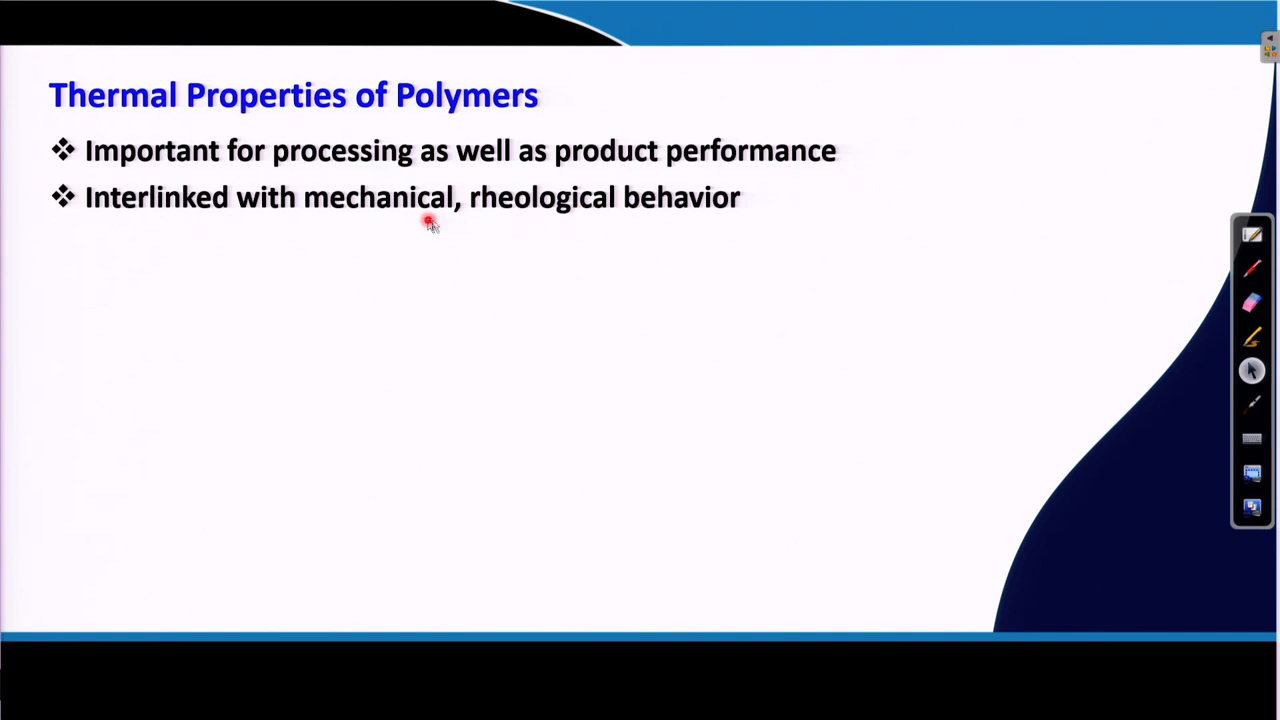 Thermal Properties of Polymers
❖ Important for processing as well as product performance
❖ Interlinked with mechanical, rheological behavior